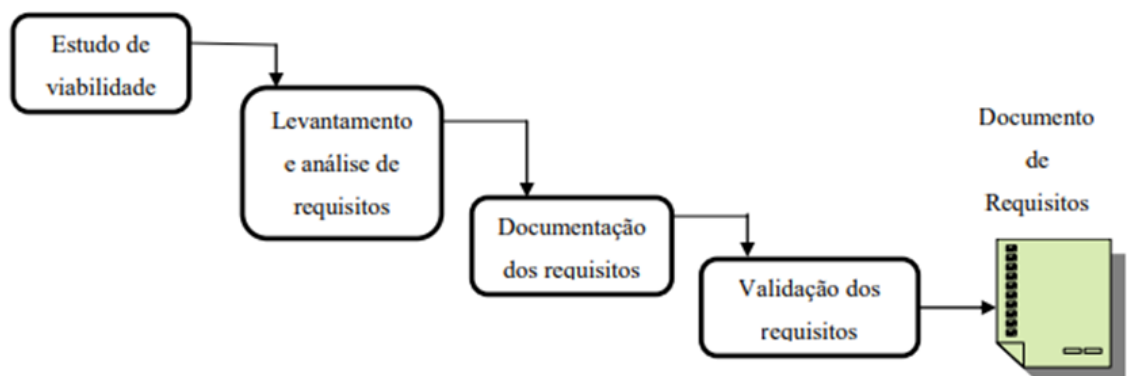 Estudo de
viabilidade
Levantamento
e análise de
requisitos
Documentação
dos requisitos
Validação dos
requisitos
Documento
de
Requisitos